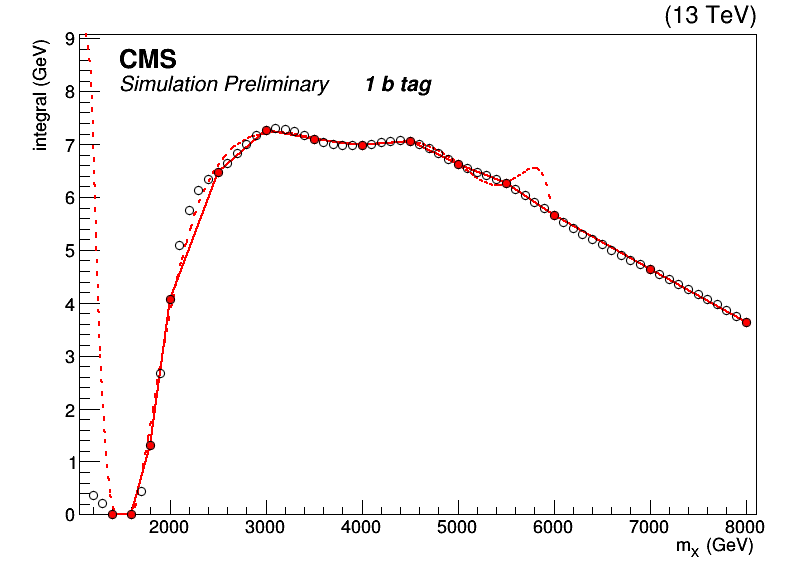 (13 TeV)
CMS
Simulation Preliminary 1 b tag
integral (GeV)
9
8
7
6
5
4
3
2
1
0
2000 3000 4000 5000 6000 7000 8000
mX (GeV)